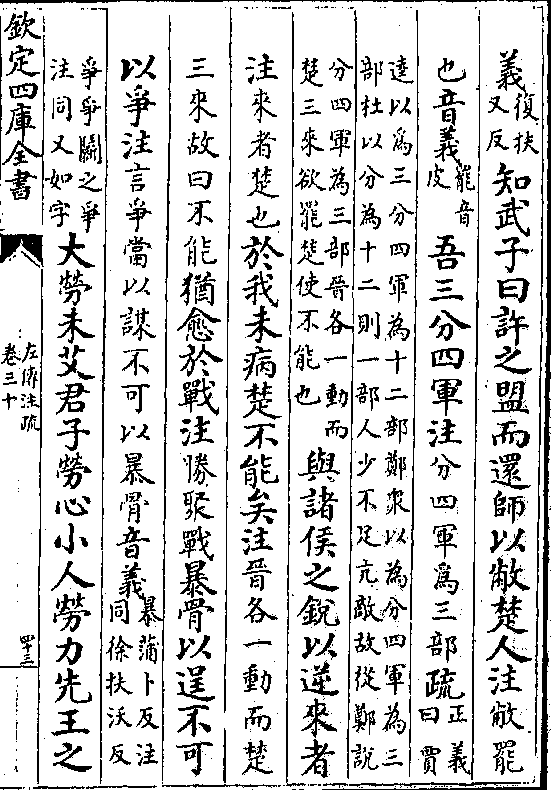 義復扶又反知武子曰許之盟而還師以敝楚人注敝罷
也音義罷音皮吾三分四軍注分四軍為三部疏正義曰賈
逵以為三分四軍為十二部鄭衆以為分四軍為三
部杜以分為十二則一部人少不足亢敵故從鄭說
分四軍為三部晉各一動而
楚三來欲罷楚使不能也
與諸侯之銳以逆來者
注來者楚也於我未病楚不能矣注晉各一動而楚
三來故曰不能猶愈於戰注勝聚戰暴骨以逞不可
以爭注言爭當以謀不可以暴骨音義暴蒲卜反注同徐扶沃反
爭爭鬭之爭注同又如字大勞未艾君子勞心小人勞力先王之
欽定四庫全書
左傳注疏
卷三十
四十三